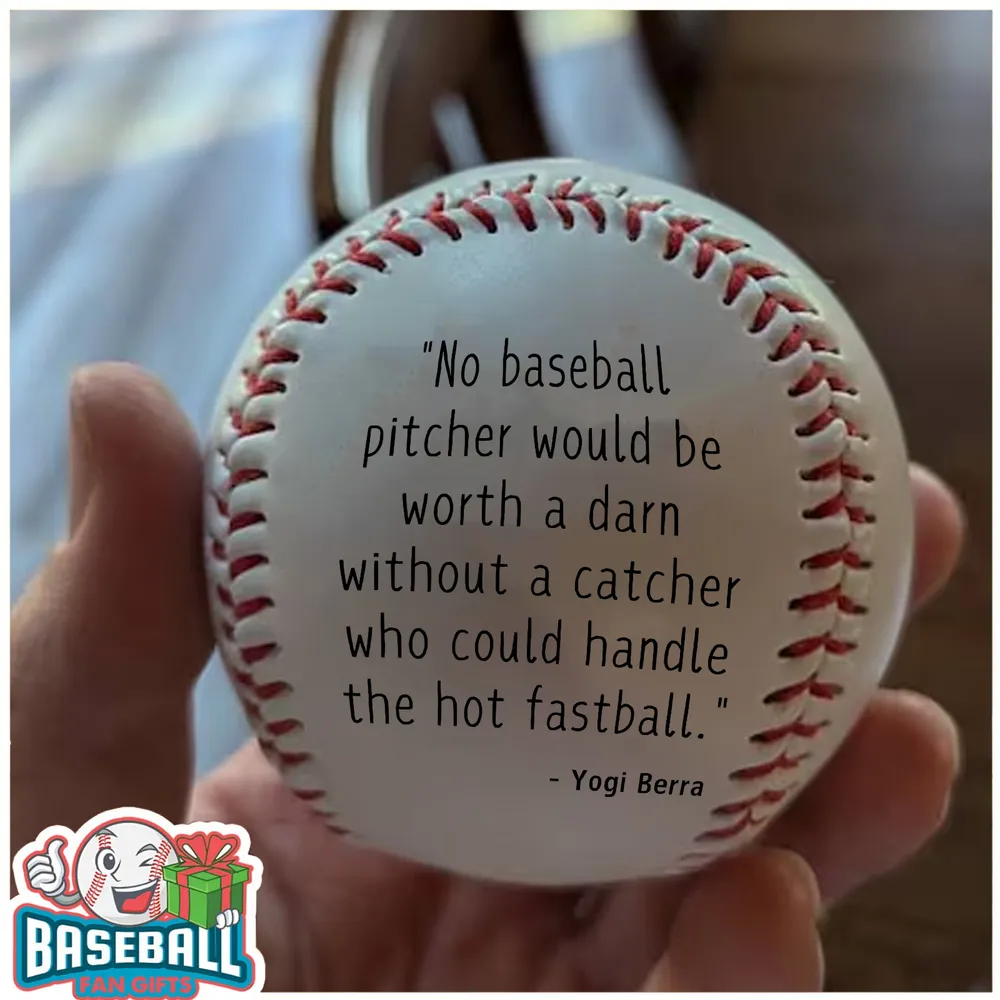 "No baseball
pitcher would be
worth a darn
without a catcher
who could handle
the hot fastball."
- Yogi Berra
BASEBALL
FAN GIFTS